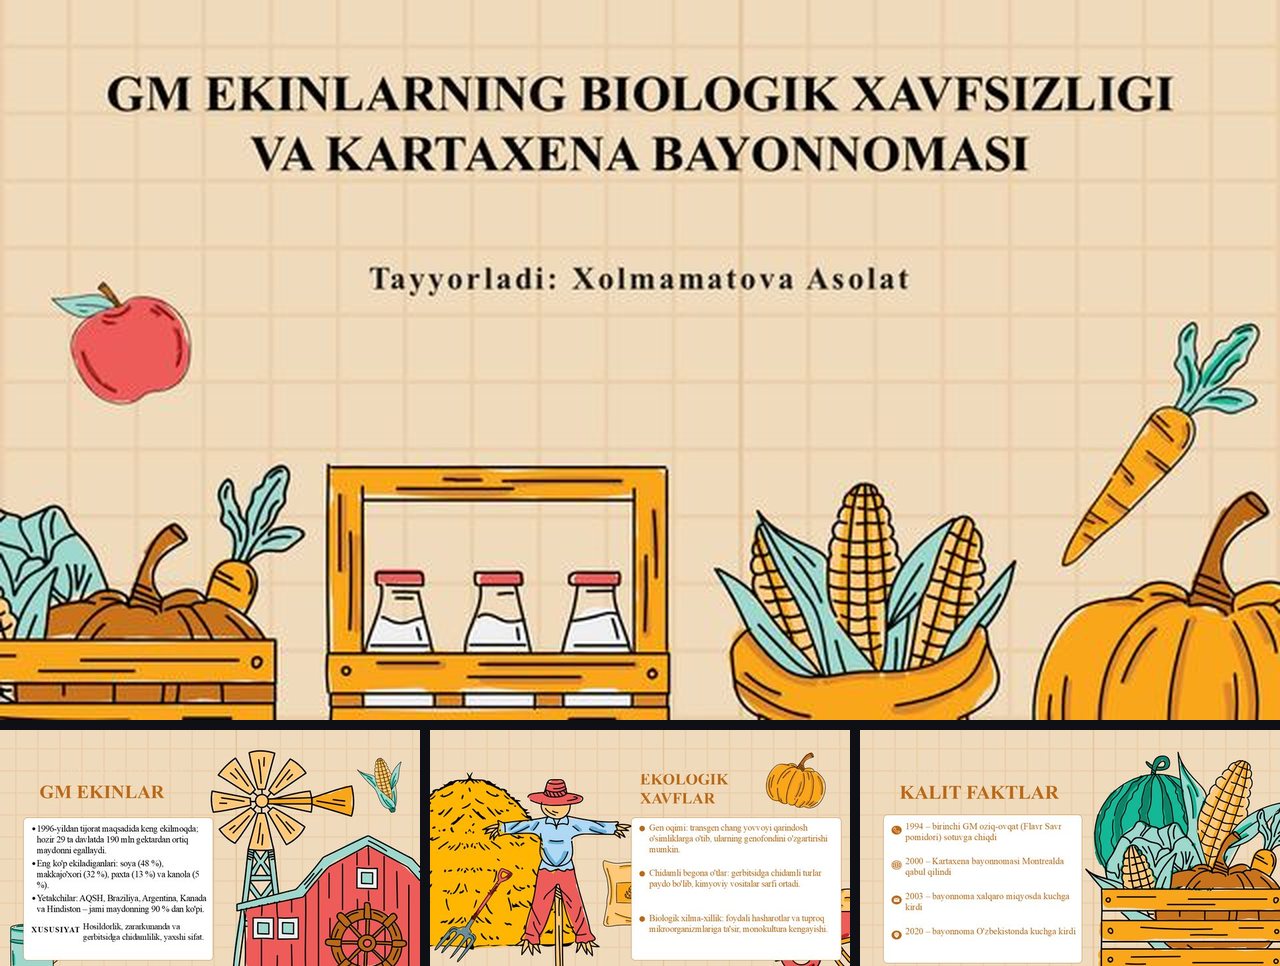 GM EKINLARNING BIOLOGIK XAVFSIZLIGI
VA KARTAXENA BAYONNOMASI
Tayyorladi: Xolmamatova Asolat
GM EKINLAR
•1996-yildan tijorat maqsadida keng ekilmoqda;
hozir 29 ta davlatda 190 mln gektardan ortiq
maydonni egallaydi.
•Eng ko'p ekiladiganlari: soya (48 %),
makkajo'xori (32 %), paxta (13 %) va kanola (5
%).
•Yetakchilar: AQSH, Braziliya, Argentina, Kanada
va Hindiston – jami maydonning 90 % dan ko'pi.
XUSUSIYAT Hosildorlik, zararkunanda va
gerbitsidga chidamlilik, yaxshi sifat.
EKOLOGIK
XAVFLAR
Gen oqimi: transgen chang yovvoyi qarindosh
o'simliklarga o'tib, ularning genofondini o'zgartirishi
mumkin.
Chidamli begona o'tlar: gerbitsidga chidamli turlar
paydo bo'lib, kimyoviy vositalar sarfi ortadi.
Biologik xilma-xillik: foydali hasharotlar va tuproq
mikroorganizmlariga ta'sir, monokultura kengayishi.
KALIT FAKTLAR
1994 – birinchi GM oziq-ovqat (Flavr Savr
pomidori) sotuvga chiqdi
2000 – Kartaxena bayonnomasi Montrealda
qabul qilindi
2003 – bayonnoma xalqaro miqyosda kuchga
kirdi
2020 – bayonnoma O'zbekistonda kuchga kirdi